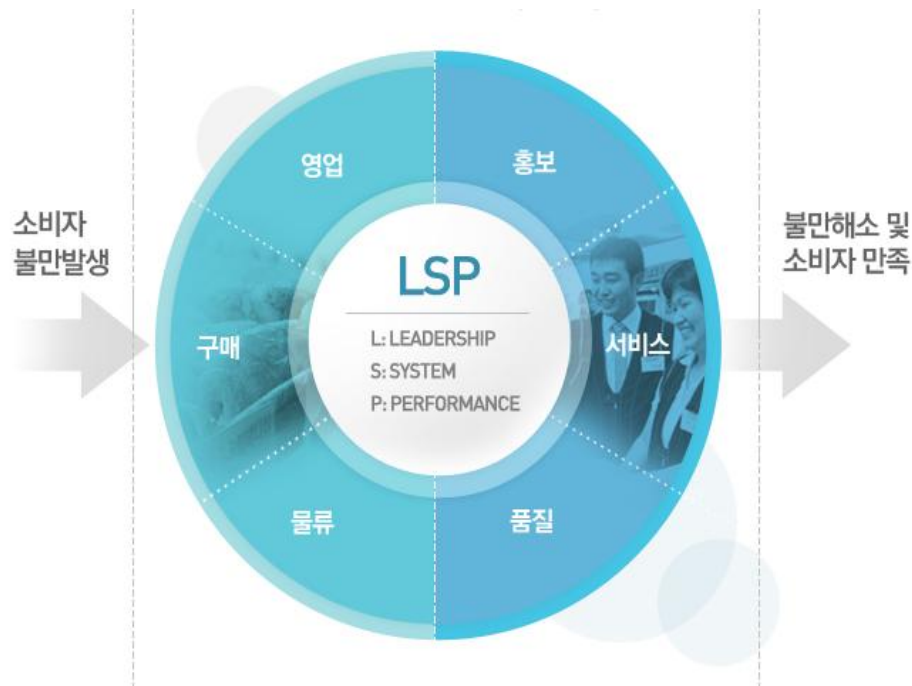 소비자
불만발생
영업
홍보
구매
LSP
L: LEADERSHIP
S: SYSTEM
P: PERFORMANCE
서비스
물류
품질
불만해소 및
소비자 만족